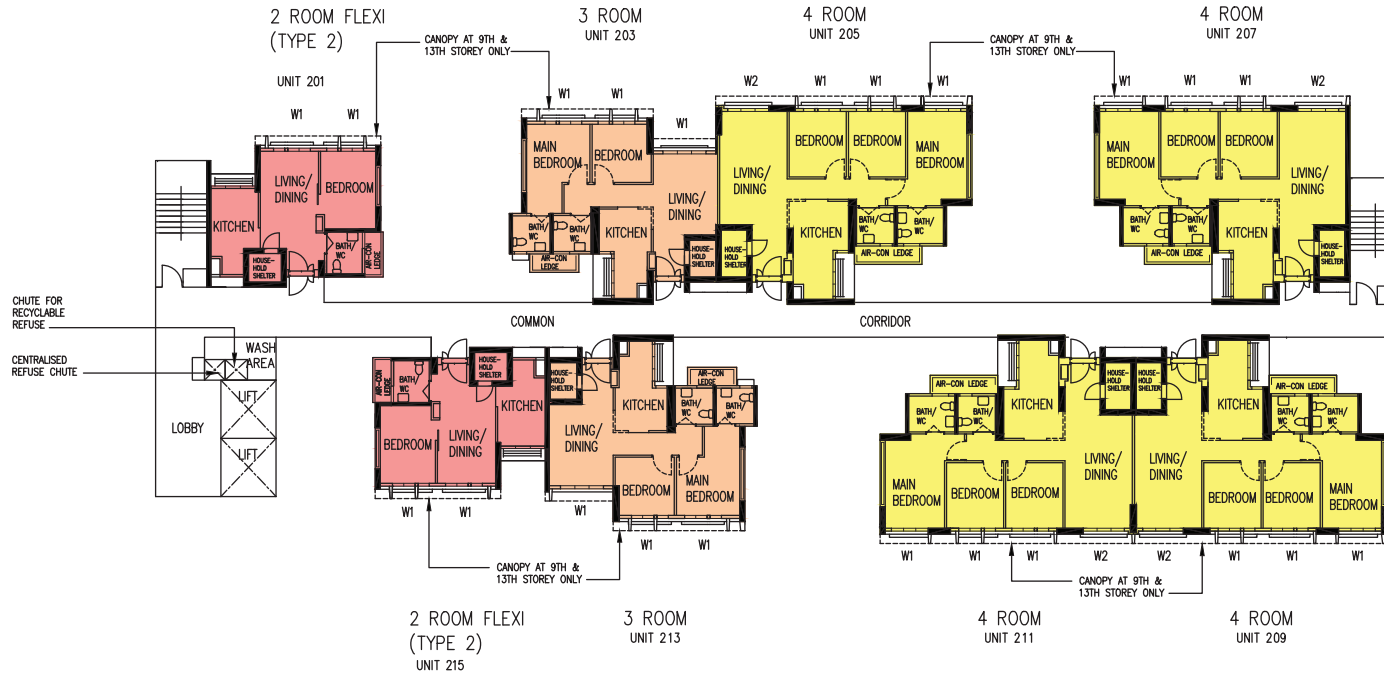 2 ROOM FLEXI
(TYPE 2)
UNIT 201
3 ROOM
UNIT 203
4 ROOM
UNIT 205
4 ROOM
UNIT 207
CANOPY AT 9TH &
13TH STOREY ONLY
CANOPY AT 9TH &
13TH STOREY ONLY
W1
W1
W1
W1
W1
W2
W1
W1
W1
W1
W1
W1
W2
LIVING/
DINING
BEDROOM
KITCHEN
HOUSE-
HOLD
SHELTER
BATH/
WC
AIR-CON
LEDGE
MAIN
BEDROOM
BEDROOM
LIVING/
DINING
BATH/
WC
BATH/
WC
KITCHEN
AIR-CON
LEDGE
HOUSE-
HOLD
SHELTER
LIVING/
DINING
BEDROOM
BEDROOM
MAIN
BEDROOM
HOUSE-
HOLD
SHELTER
KITCHEN
BATH/
WC
BATH/
WC
AIR-CON LEDGE
MAIN
BEDROOM
BEDROOM
BEDROOM
LIVING/
DINING
BATH/
WC
BATH/
WC
AIR-CON LEDGE
KITCHEN
HOUSE-
HOLD
SHELTER
CHUTE FOR
RECYCLABLE
REFUSE
CENTRALISED
REFUSE CHUTE
WASH
AREA
LIFT
LOBBY
LIFT
COMMON
CORRIDOR
AIR-CON
LEDGE
BATH/
WC
HOUSE-
HOLD
SHELTER
KITCHEN
BEDROOM
LIVING/
DINING
HOUSE-
HOLD
SHELTER
KITCHEN
AIR-CON
LEDGE
BATH/
WC
BATH/
WC
LIVING/
DINING
BEDROOM
MAIN
BEDROOM
AIR-CON LEDGE
BATH/
WC
BATH/
WC
KITCHEN
HOUSE-
HOLD
SHELTER
MAIN
BEDROOM
BEDROOM
BEDROOM
LIVING/
DINING
HOUSE-
HOLD
SHELTER
KITCHEN
AIR-CON LEDGE
BATH/
WC
BATH/
WC
LIVING/
DINING
BEDROOM
BEDROOM
MAIN
BEDROOM
W1
W1
W1
W1
W1
W1
W1
W1
W2
W2
W1
W1
W1
CANOPY AT 9TH &
13TH STOREY ONLY
CANOPY AT 9TH &
13TH STOREY ONLY
2 ROOM FLEXI
(TYPE 2)
UNIT 215
3 ROOM
UNIT 213
4 ROOM
UNIT 211
4 ROOM
UNIT 209